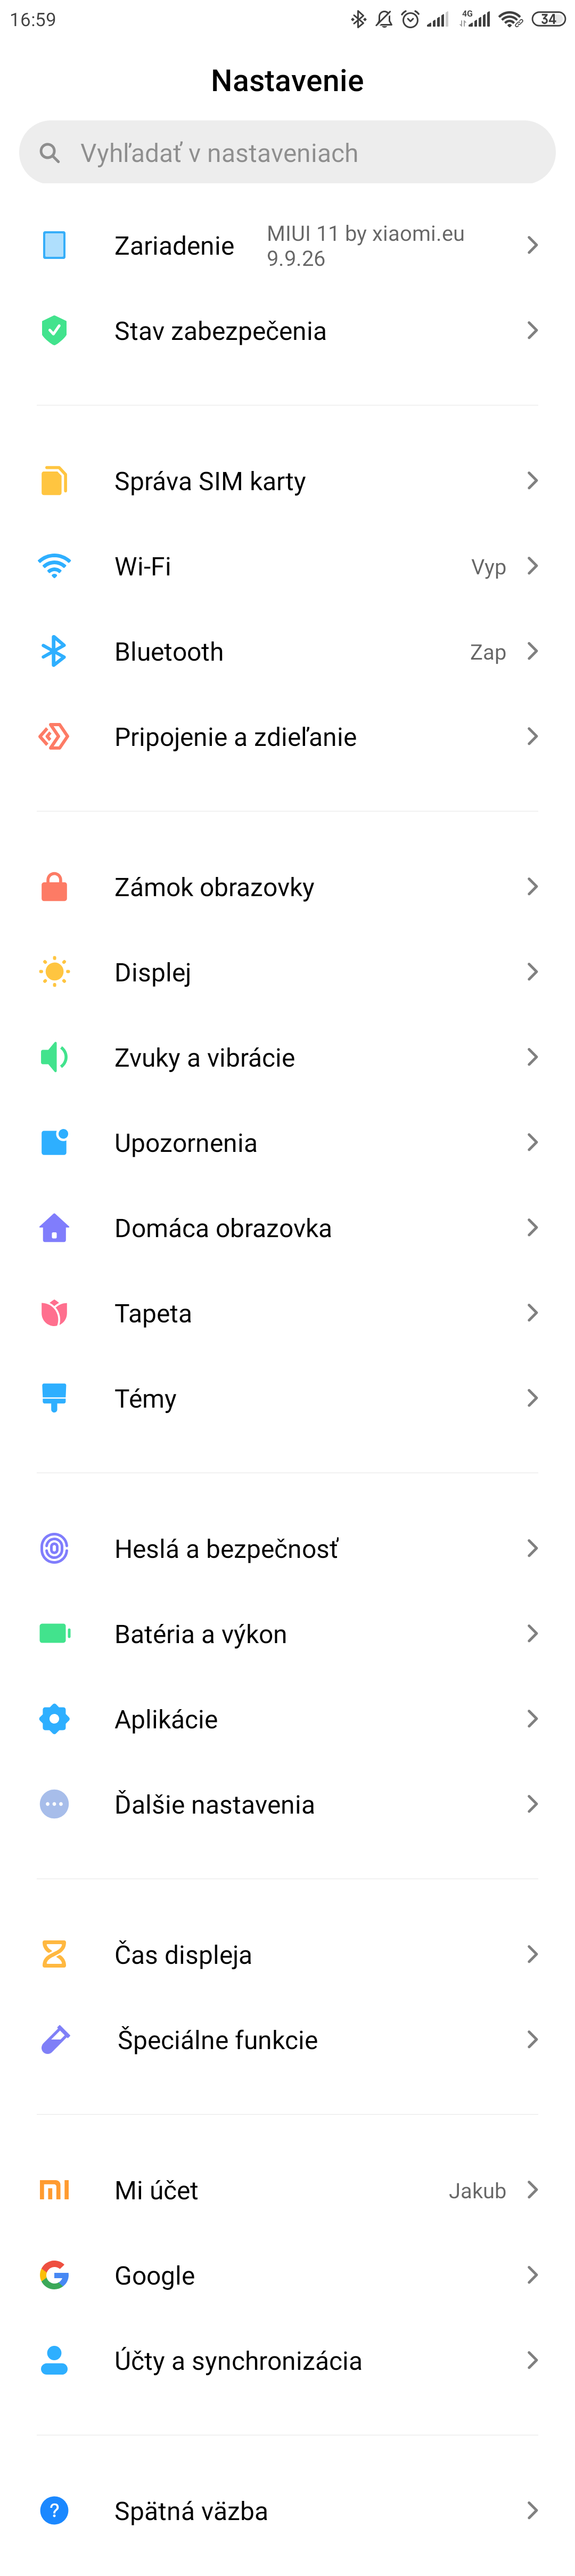 16:59
4G
34
Nastavenie
Vyhľadať v nastaveniach
Zariadenie
MIUI 11 by xiaomi.eu
9.9.26
Stav zabezpečenia
Správa SIM karty
Wi-Fi
Vyp
Bluetooth
Zap
Pripojenie a zdieľanie
Zámok obrazovky
Displej
Zvuky a vibrácie
Upozornenia
Domáca obrazovka
Tapeta
Témy
Heslá a bezpečnosť
Batéria a výkon
Aplikácie
Ďalšie nastavenia
Čas displeja
Špeciálne funkcie
Mi účet
Jakub
Google
Účty a synchronizácia
Spätná väzba